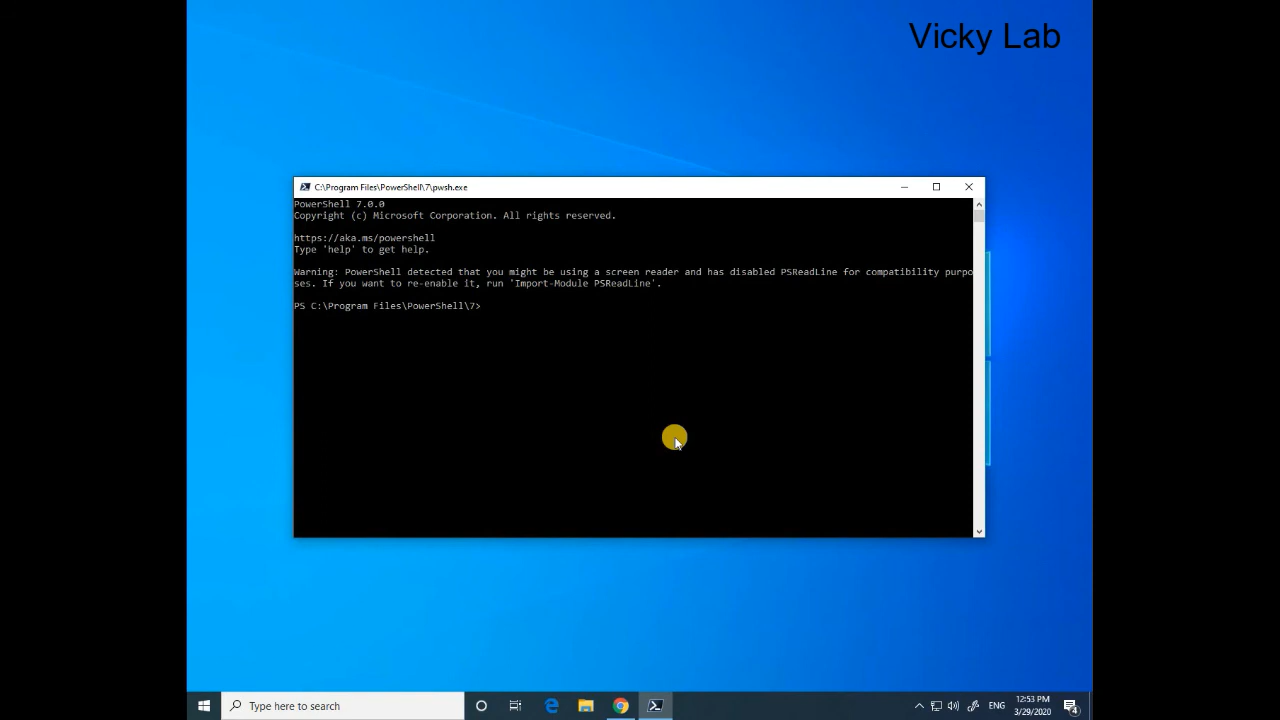 Vicky Lab
C:\Program Files\PowerShell\7\pwsh.exe
PowerShell 7.0.0
Copyright (c) Microsoft Corporation. All rights reserved.
https://aka.ms/powershell
Type 'help' to get help.
Warning: PowerShell detected that you might be using a screen reader and has disabled PSReadLine for compatibility purpo
ses. If you want to re-enable it, run 'Import-Module PSReadLine'.
PS C:\Program Files\PowerShell\7>
Type here to search
ENG
12:53 PM
3/29/2020
4